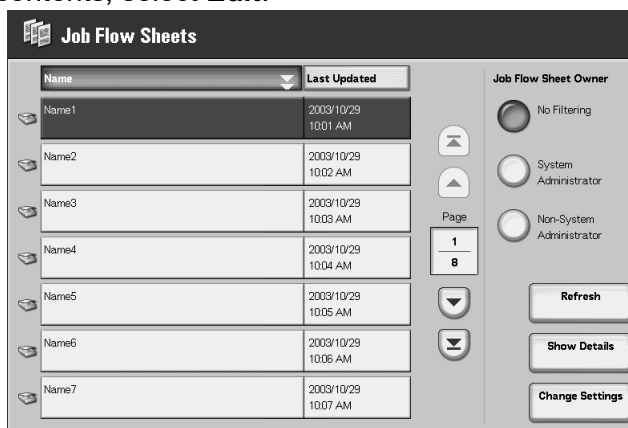 contents, select Edit.
Job Flow Sheets
Name
Last Updated
Job Flow Sheet Owner
Name1
2003/10/29
10:01 AM
No Filtering
Name2
2003/10/29
10:02 AM
System
Administrator
Name3
2003/10/29
10:03 AM
Page
Non-System
Administrator
Name4
2003/10/29
10:04 AM
1
8
Name5
2003/10/29
10:05 AM
Refresh
Name6
2003/10/29
10:06 AM
Show Details
Name7
2003/10/29
10:07 AM
Change Settings